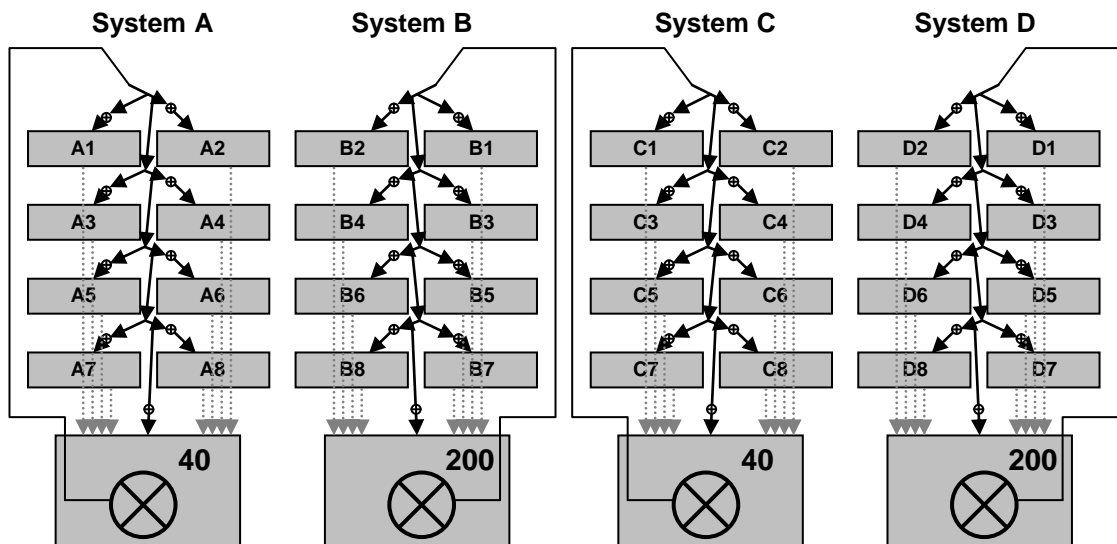 System A System B System C System D
A1 A2 B2 B1 C1 C2 D2 D1
A3 A4 B4 B3 C3 C4 D4 D3
A5 A6 B6 B5 C5 C6 D6 D5
A7 A8 B8 B7 C7 C8 D8 D7
40 200 40 200